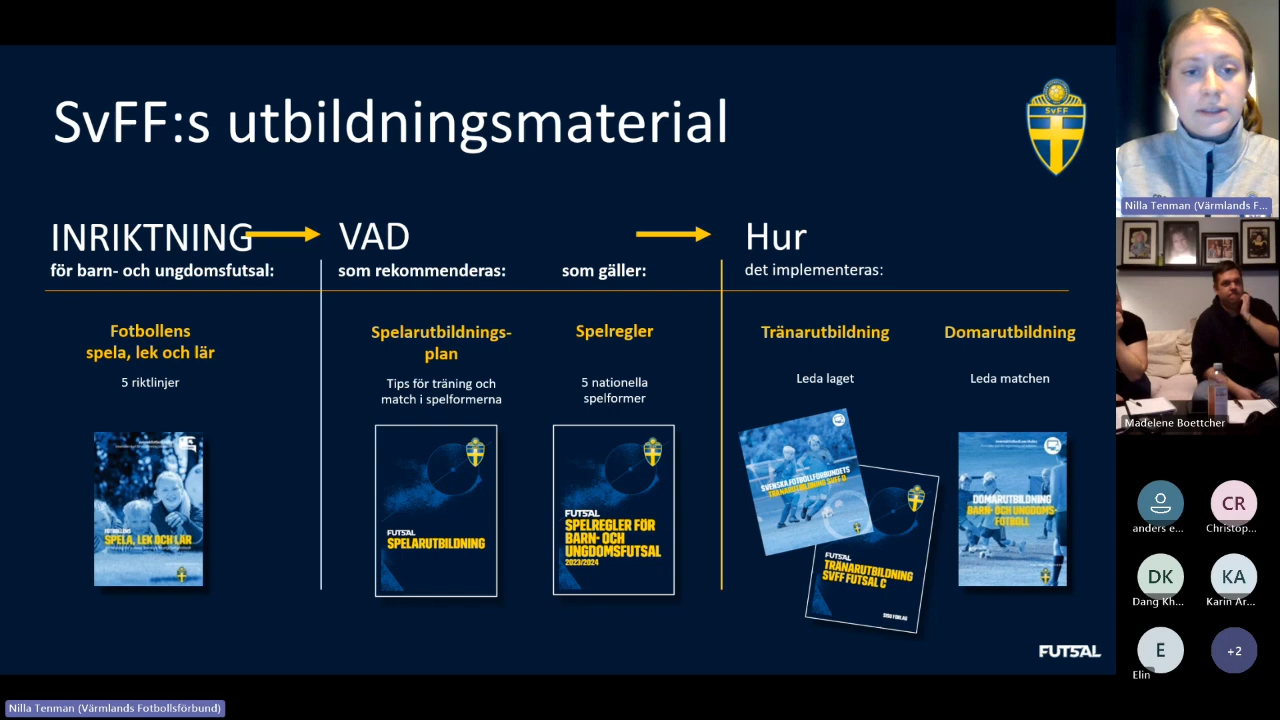 SvFF:s utbildningsmaterial
SvFF
INRIKTNING
för barn- och ungdomsfutsal:
VAD
som rekommenderas:
som gäller:
Hur
det implementeras:
Fotbollens
spela, lek och lär
5 riktlinjer
Spelarutbildnings-
plan
Tips för träning och
match i spelformerna
Spelregler
5 nationella
spelformer
Tränarutbildning
Leda laget
Domarutbildning
Leda matchen
FOTBOLLENS
SPELA, LEK OCH LÄR
FUTSAL
SPELARUTBILDNING
FUTSAL
SPELREGLER FÖR
BARN- OCH
UNGDOMSFUTSAL
2023/2024
SVENSKA FOTBOLLFÖRBUNDETS
TRÄNARUTBILDNING SVFF D
FUTSAL
TRÄNARUTBILDNING
SVFF FUTSAL C
SISU FÖRLAG
DOMARUTBILDNING
BARN- OCH UNGDOMS-
FOTBOLL
FUTSAL
Nilla Tenman (Värmlands Fotbollsförbund)
Nilla Tenman (Värmlands F...
Madelene Boettcher
anders e...
CR
Christop...
DK
Dang Kh...
KA
Karin Ar...
E
Elin
+2